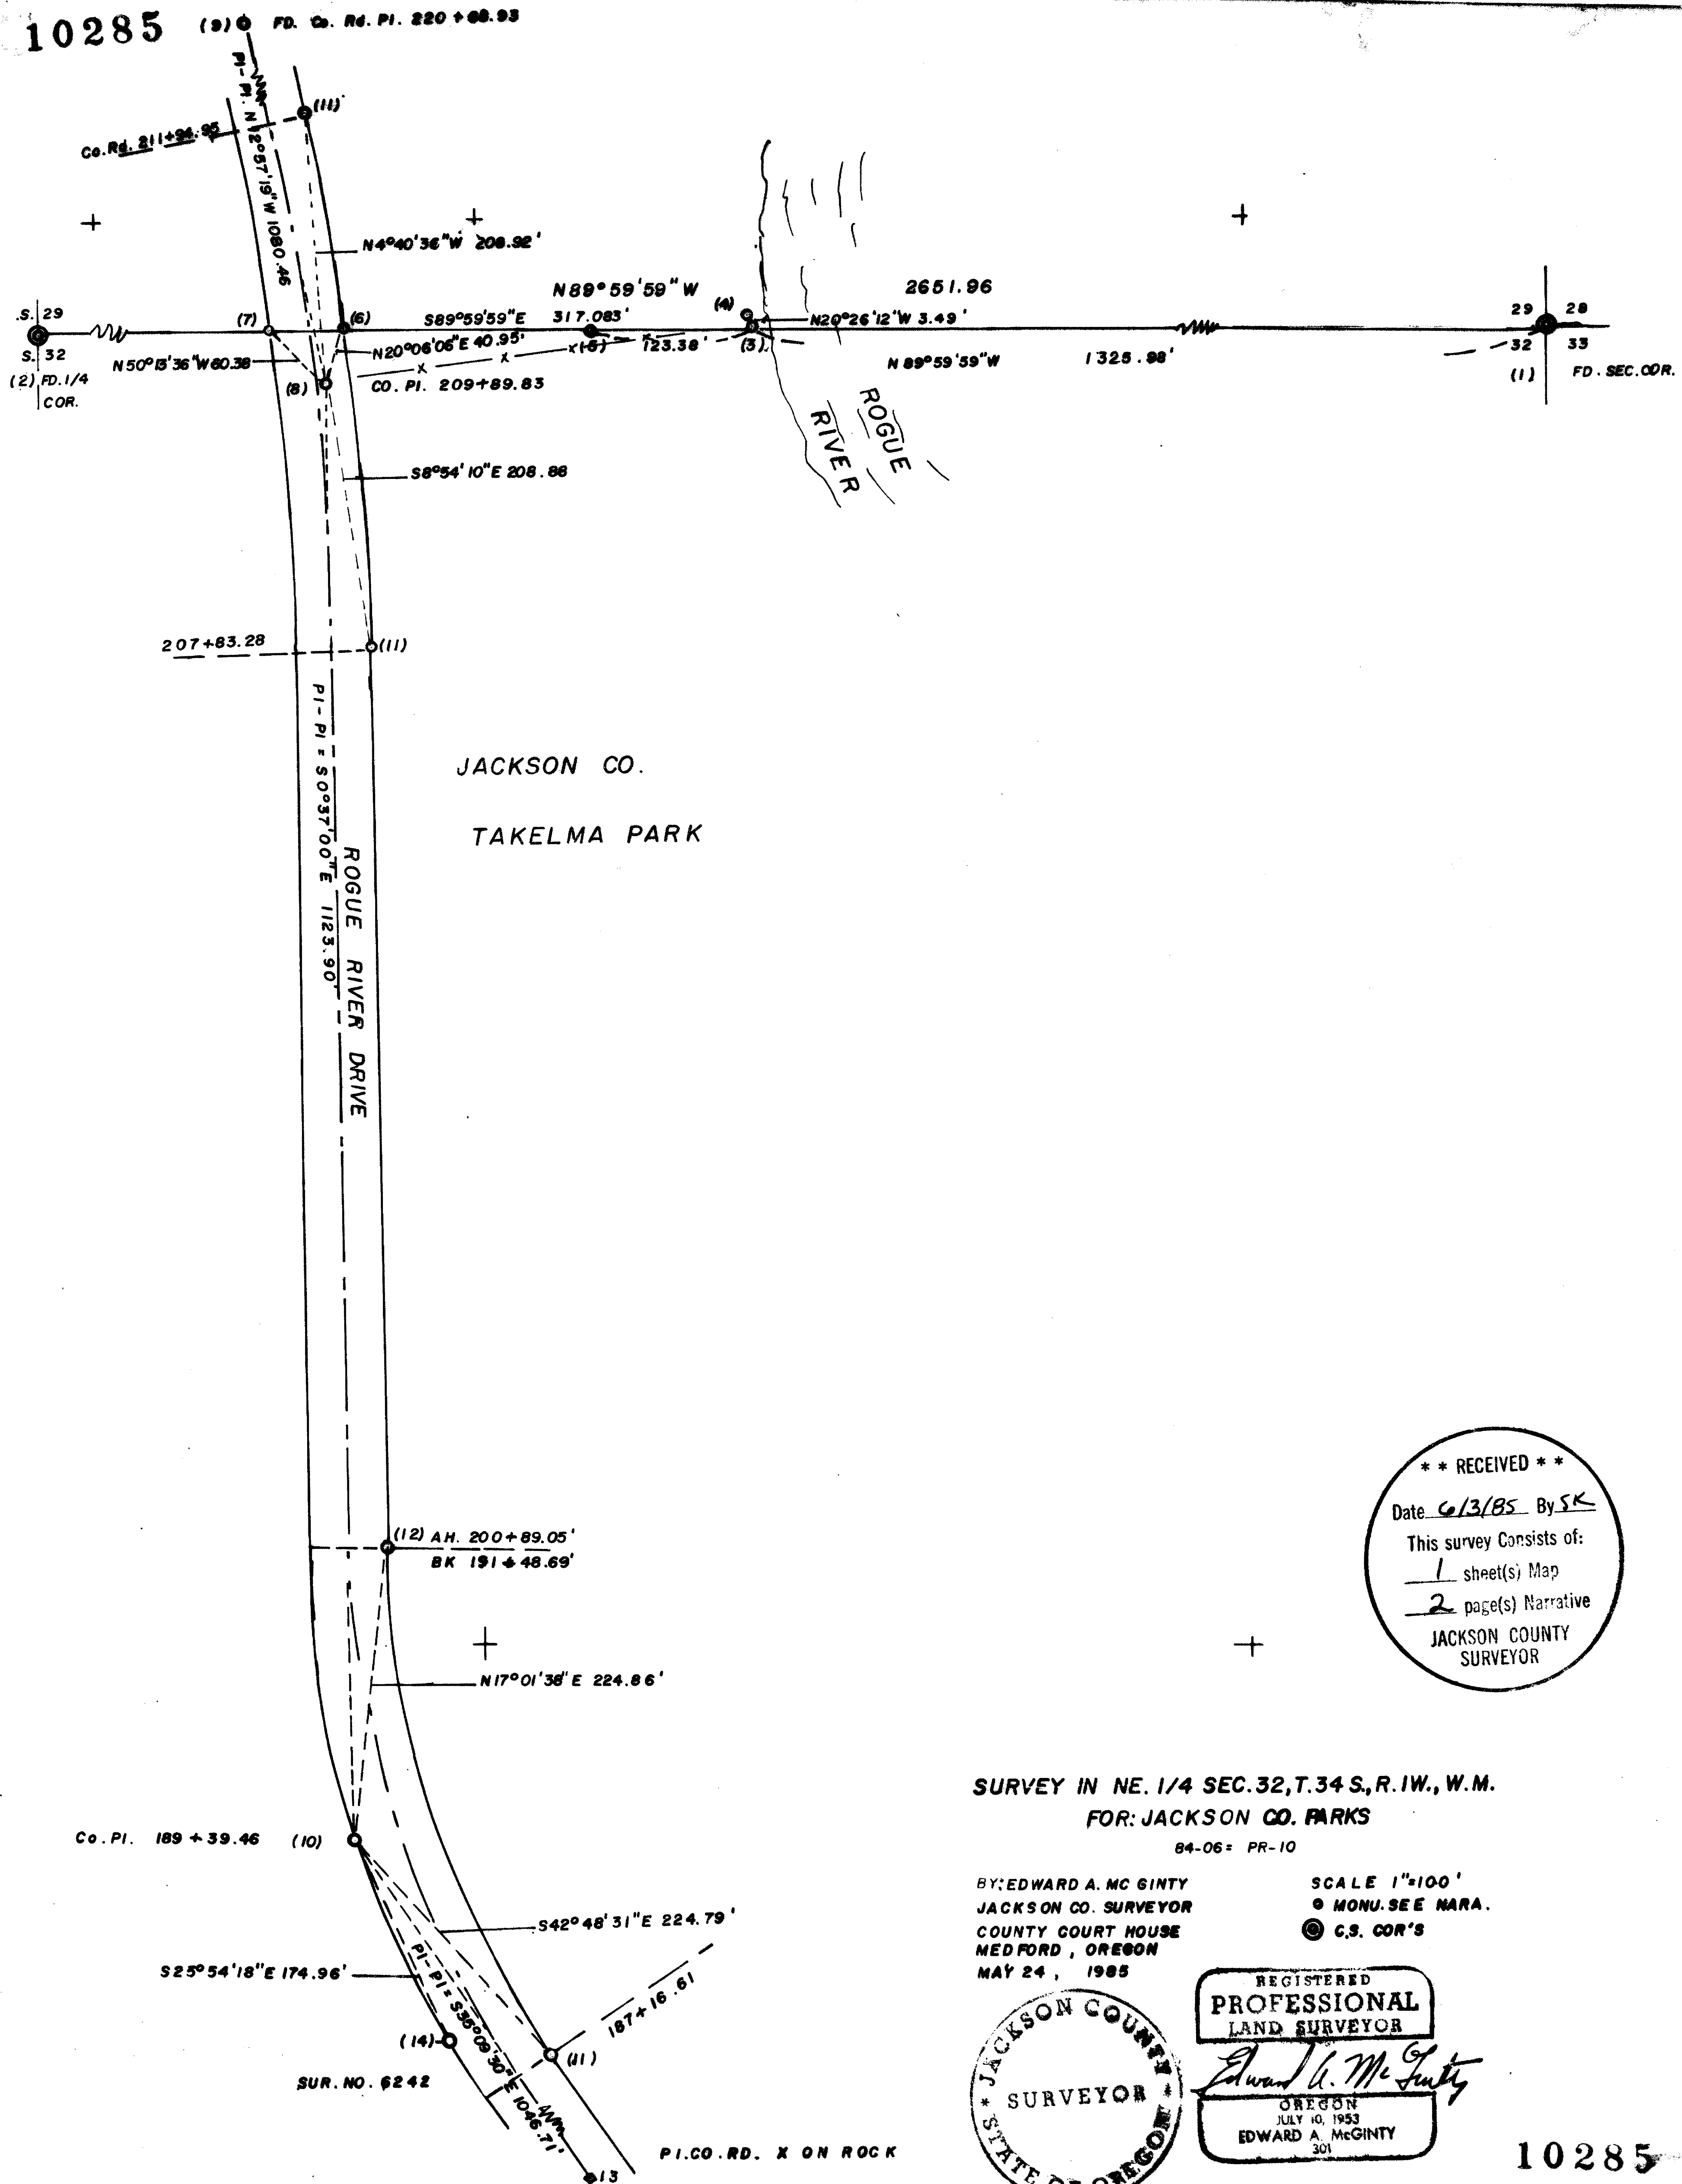 10285
(9) FD. Co. Rd. PI. 220+68.93
PI-PI. N12°57'19"W 1080.46
(11)
Co.Rd. 211+94.95
N4°40'36"W 208.92'
N89°59'59"W 2651.96
S. 29
S. 32
(2) FD. 1/4
COR.
(7)
(6)
S89°59'59"E 317.083'
(4)
N20°26'12"W 3.49'
29 28
32 33
(1) FD. SEC. COR.
N50°13'36"W 60.38
N20°06'06"E 40.95'
(5)
123.38'
(3)
N 89°59'59"W 1325.98'
x x x
(8)
CO. PI. 209+89.83
ROGUE
RIVER
S8°54'10"E 208.88
207+83.28
(11)
PI-PI = S0°37'00"E 1123.90'
JACKSON CO.
TAKELMA PARK
ROGUE RIVER DRIVE
* * RECEIVED * *
Date 6/3/85 By SK
This survey Consists of:
1 sheet(s) Map
2 page(s) Narrative
JACKSON COUNTY
SURVEYOR
(12) AH. 200+89.05'
BK 191+48.69'
N17°01'38"E 224.86'
Co. PI. 189+39.46 (10)
S42°48'31"E 224.79'
S25°54'18"E 174.96'
PI-PI= S35°09'30"E 1046.71'
187+16.61
(14)
(11)
SUR. NO. 6242
P.I.CO.RD. X ON ROCK
13
SURVEY IN NE. 1/4 SEC.32, T.34 S., R.1W., W.M.
FOR: JACKSON CO. PARKS
84-06= PR-10
BY: EDWARD A. MC GINTY
JACKSON CO. SURVEYOR
COUNTY COURT HOUSE
MEDFORD, OREGON
MAY 24, 1985
SCALE 1"=100'
MONU. SEE NARA.
C.S. COR'S
* JACKSON COUNTY *
SURVEYOR
STATE OF OREGON
REGISTERED
PROFESSIONAL
LAND SURVEYOR
Edward A. McGinty
OREGON
JULY 10, 1953
EDWARD A. McGINTY
301
10285